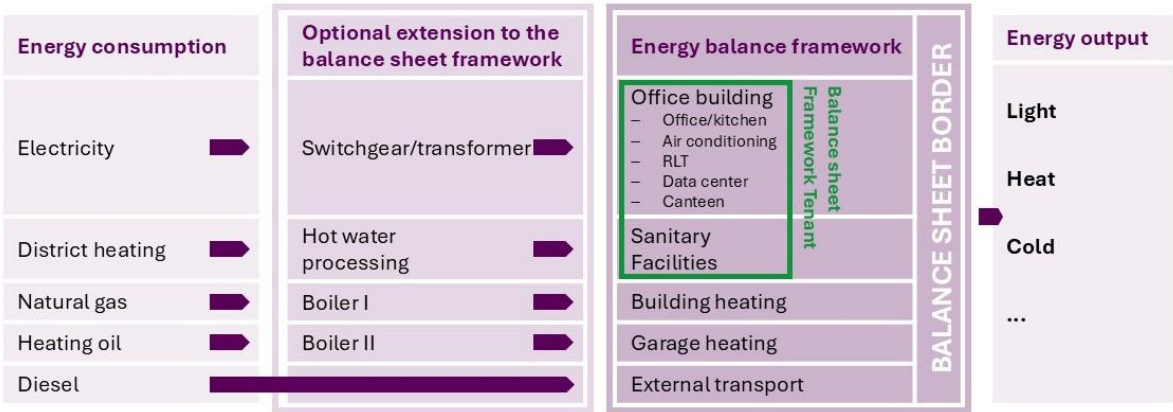 Energy consumption
Optional extension to the
balance sheet framework
Energy balance framework
Energy output
Electricity
Switchgear/transformer
Office building
– Office/kitchen
– Air conditioning
– RLT
– Data center
– Canteen
Balance sheet
Framework Tenant
BALANCE SHEET BORDER
Light
Heat
Cold
...
District heating
Hot water
processing
Sanitary
Facilities
Natural gas
Boiler I
Building heating
Heating oil
Boiler II
Garage heating
Diesel
External transport